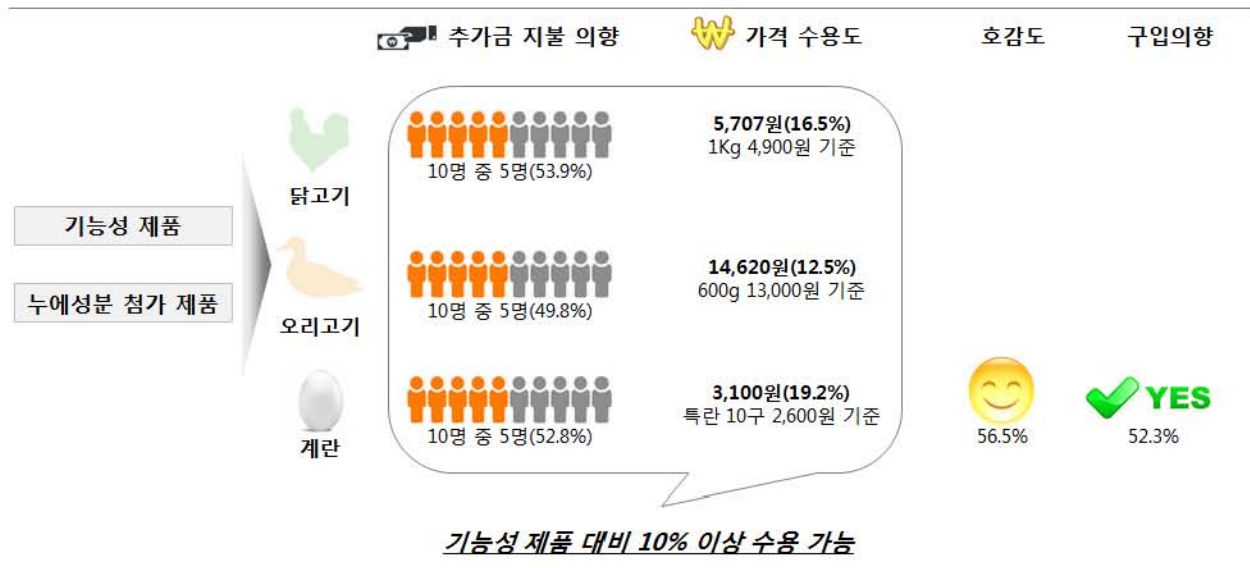 추가금 지불 의향
가격 수용도
호감도
구입의향
기능성 제품
누에성분 첨가 제품
닭고기
10명 중 5명(53.9%)
5,707원(16.5%)
1Kg 4,900원 기준
오리고기
10명 중 5명(49.8%)
14,620원(12.5%)
600g 13,000원 기준
계란
10명 중 5명(52.8%)
3,100원(19.2%)
특란 10구 2,600원 기준
56.5%
YES
52.3%
기능성 제품 대비 10% 이상 수용 가능